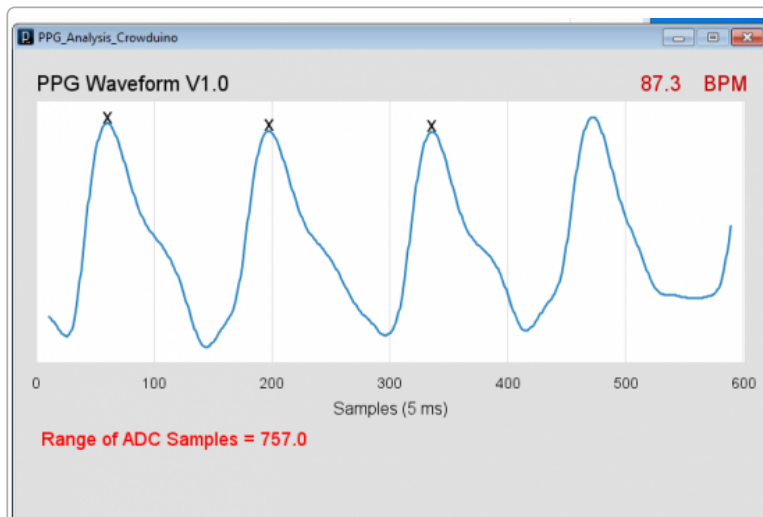 PPG_Analysis_Crowduino
PPG Waveform V1.0 87.3 BPM
X X X
0 100 200 300 400 500 600
Samples (5 ms)
Range of ADC Samples = 757.0